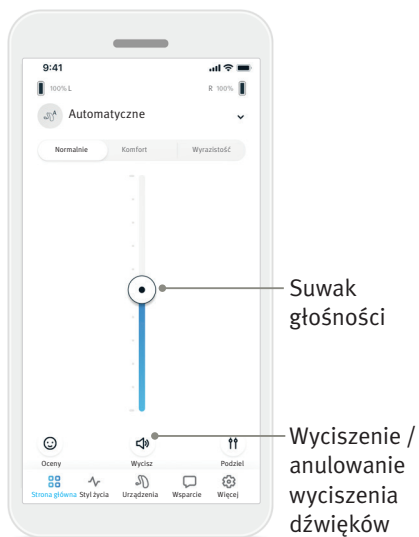 9:41
100% L
R 100%
A
Automatyczne
Normalnie Komfort Wyrazistość
Suwak
głośności
Wyciszenie /
anulowanie
wyciszenia
dźwięków
Oceny Wycisz Podziel
Strona główna Styl życia Urządzenia Wsparcie Więcej